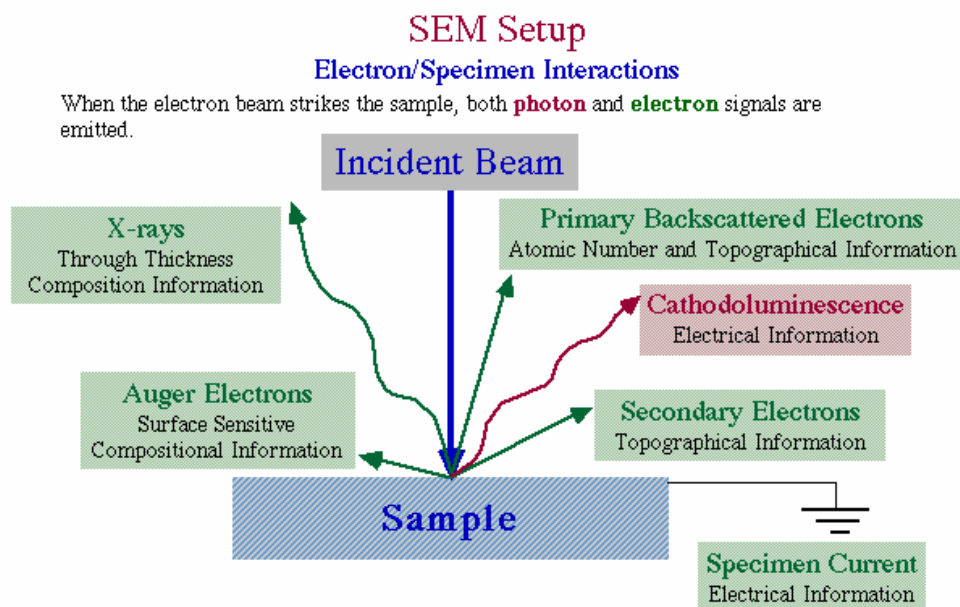 SEM Setup
Electron/Specimen Interactions
When the electron beam strikes the sample, both photon and electron signals are
emitted.
Incident Beam
X-rays
Through Thickness
Composition Information
Primary Backscattered Electrons
Atomic Number and Topographical Information
Cathodoluminescence
Electrical Information
Auger Electrons
Surface Sensitive
Compositional Information
Secondary Electrons
Topographical Information
Sample
Specimen Current
Electrical Information